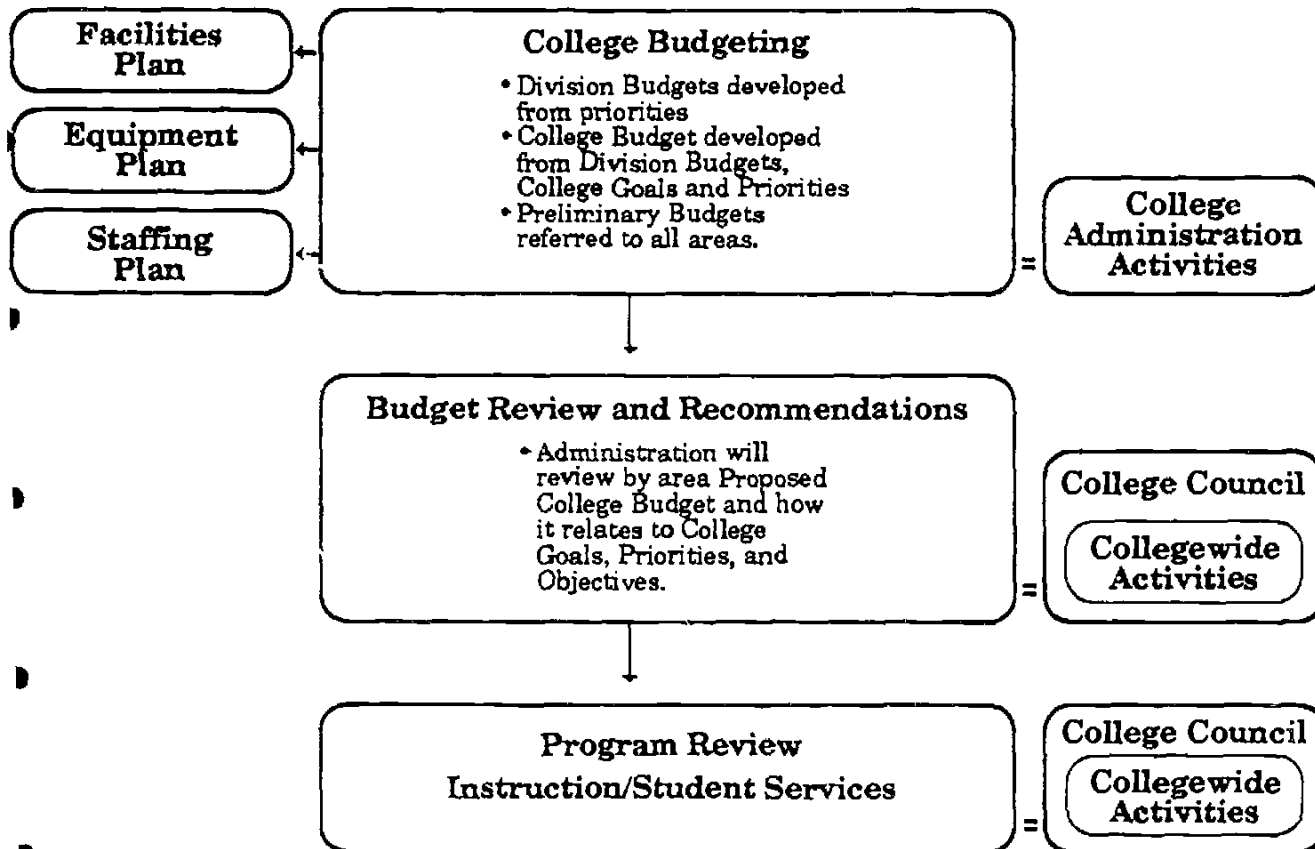 Facilities
Plan
Equipment
Plan
Staffing
Plan
College Budgeting
• Division Budgets developed
from priorities
• College Budget developed
from Division Budgets,
College Goals and Priorities
• Preliminary Budgets
referred to all areas.
=
College
Administration
Activities
Budget Review and Recommendations
• Administration will
review by area Proposed
College Budget and how
it relates to College
Goals, Priorities, and
Objectives.
=
College Council
Collegewide
Activities
Program Review
Instruction/Student Services
=
College Council
Collegewide
Activities